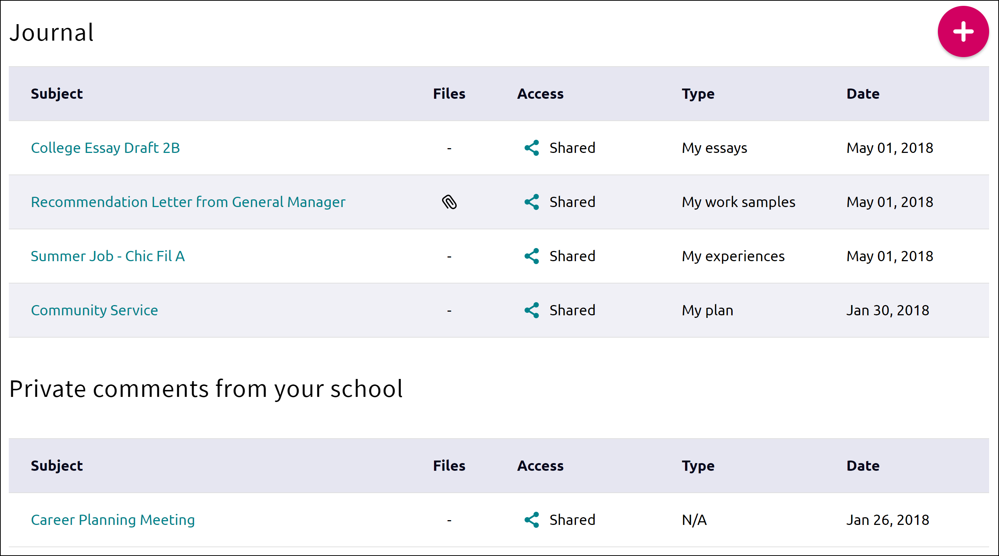 Journal
Subject Files Access Type Date
College Essay Draft 2B - Shared My essays May 01, 2018
Recommendation Letter from General Manager Shared My work samples May 01, 2018
Summer Job - Chic Fil A - Shared My experiences May 01, 2018
Community Service - Shared My plan Jan 30, 2018
Private comments from your school
Subject Files Access Type Date
Career Planning Meeting - Shared N/A Jan 26, 2018